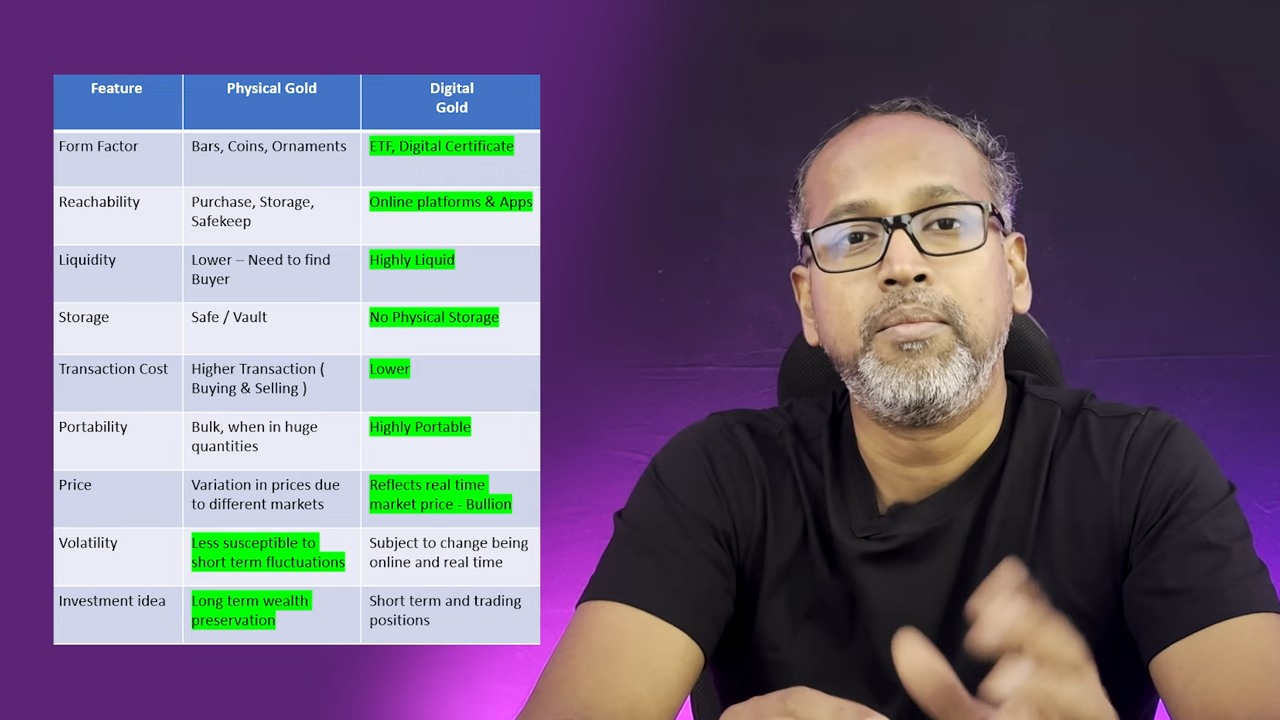 Feature
Physical Gold
Digital
Gold
Form Factor
Bars, Coins, Ornaments
ETF, Digital Certificate
Reachability
Purchase, Storage,
Safekeep
Online platforms & Apps
Liquidity
Lower – Need to find
Buyer
Highly Liquid
Storage
Safe / Vault
No Physical Storage
Transaction Cost
Higher Transaction (
Buying & Selling )
Lower
Portability
Bulk, when in huge
quantities
Highly Portable
Price
Variation in prices due
to different markets
Reflects real time
market price - Bullion
Volatility
Less susceptible to
short term fluctuations
Subject to change being
online and real time
Investment idea
Long term wealth
preservation
Short term and trading
positions